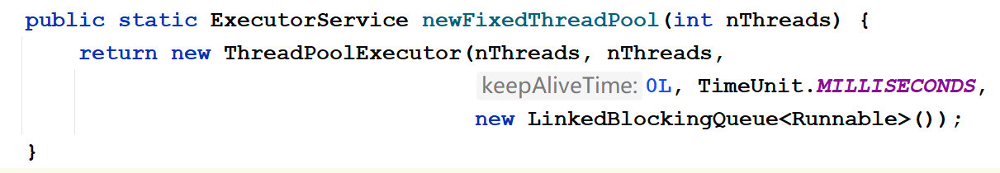 public static ExecutorService newFixedThreadPool(int nThreads) {
return new ThreadPoolExecutor(nThreads, nThreads,
keepAliveTime: 0L, TimeUnit.MILLISECONDS,
new LinkedBlockingQueue<Runnable>());
}